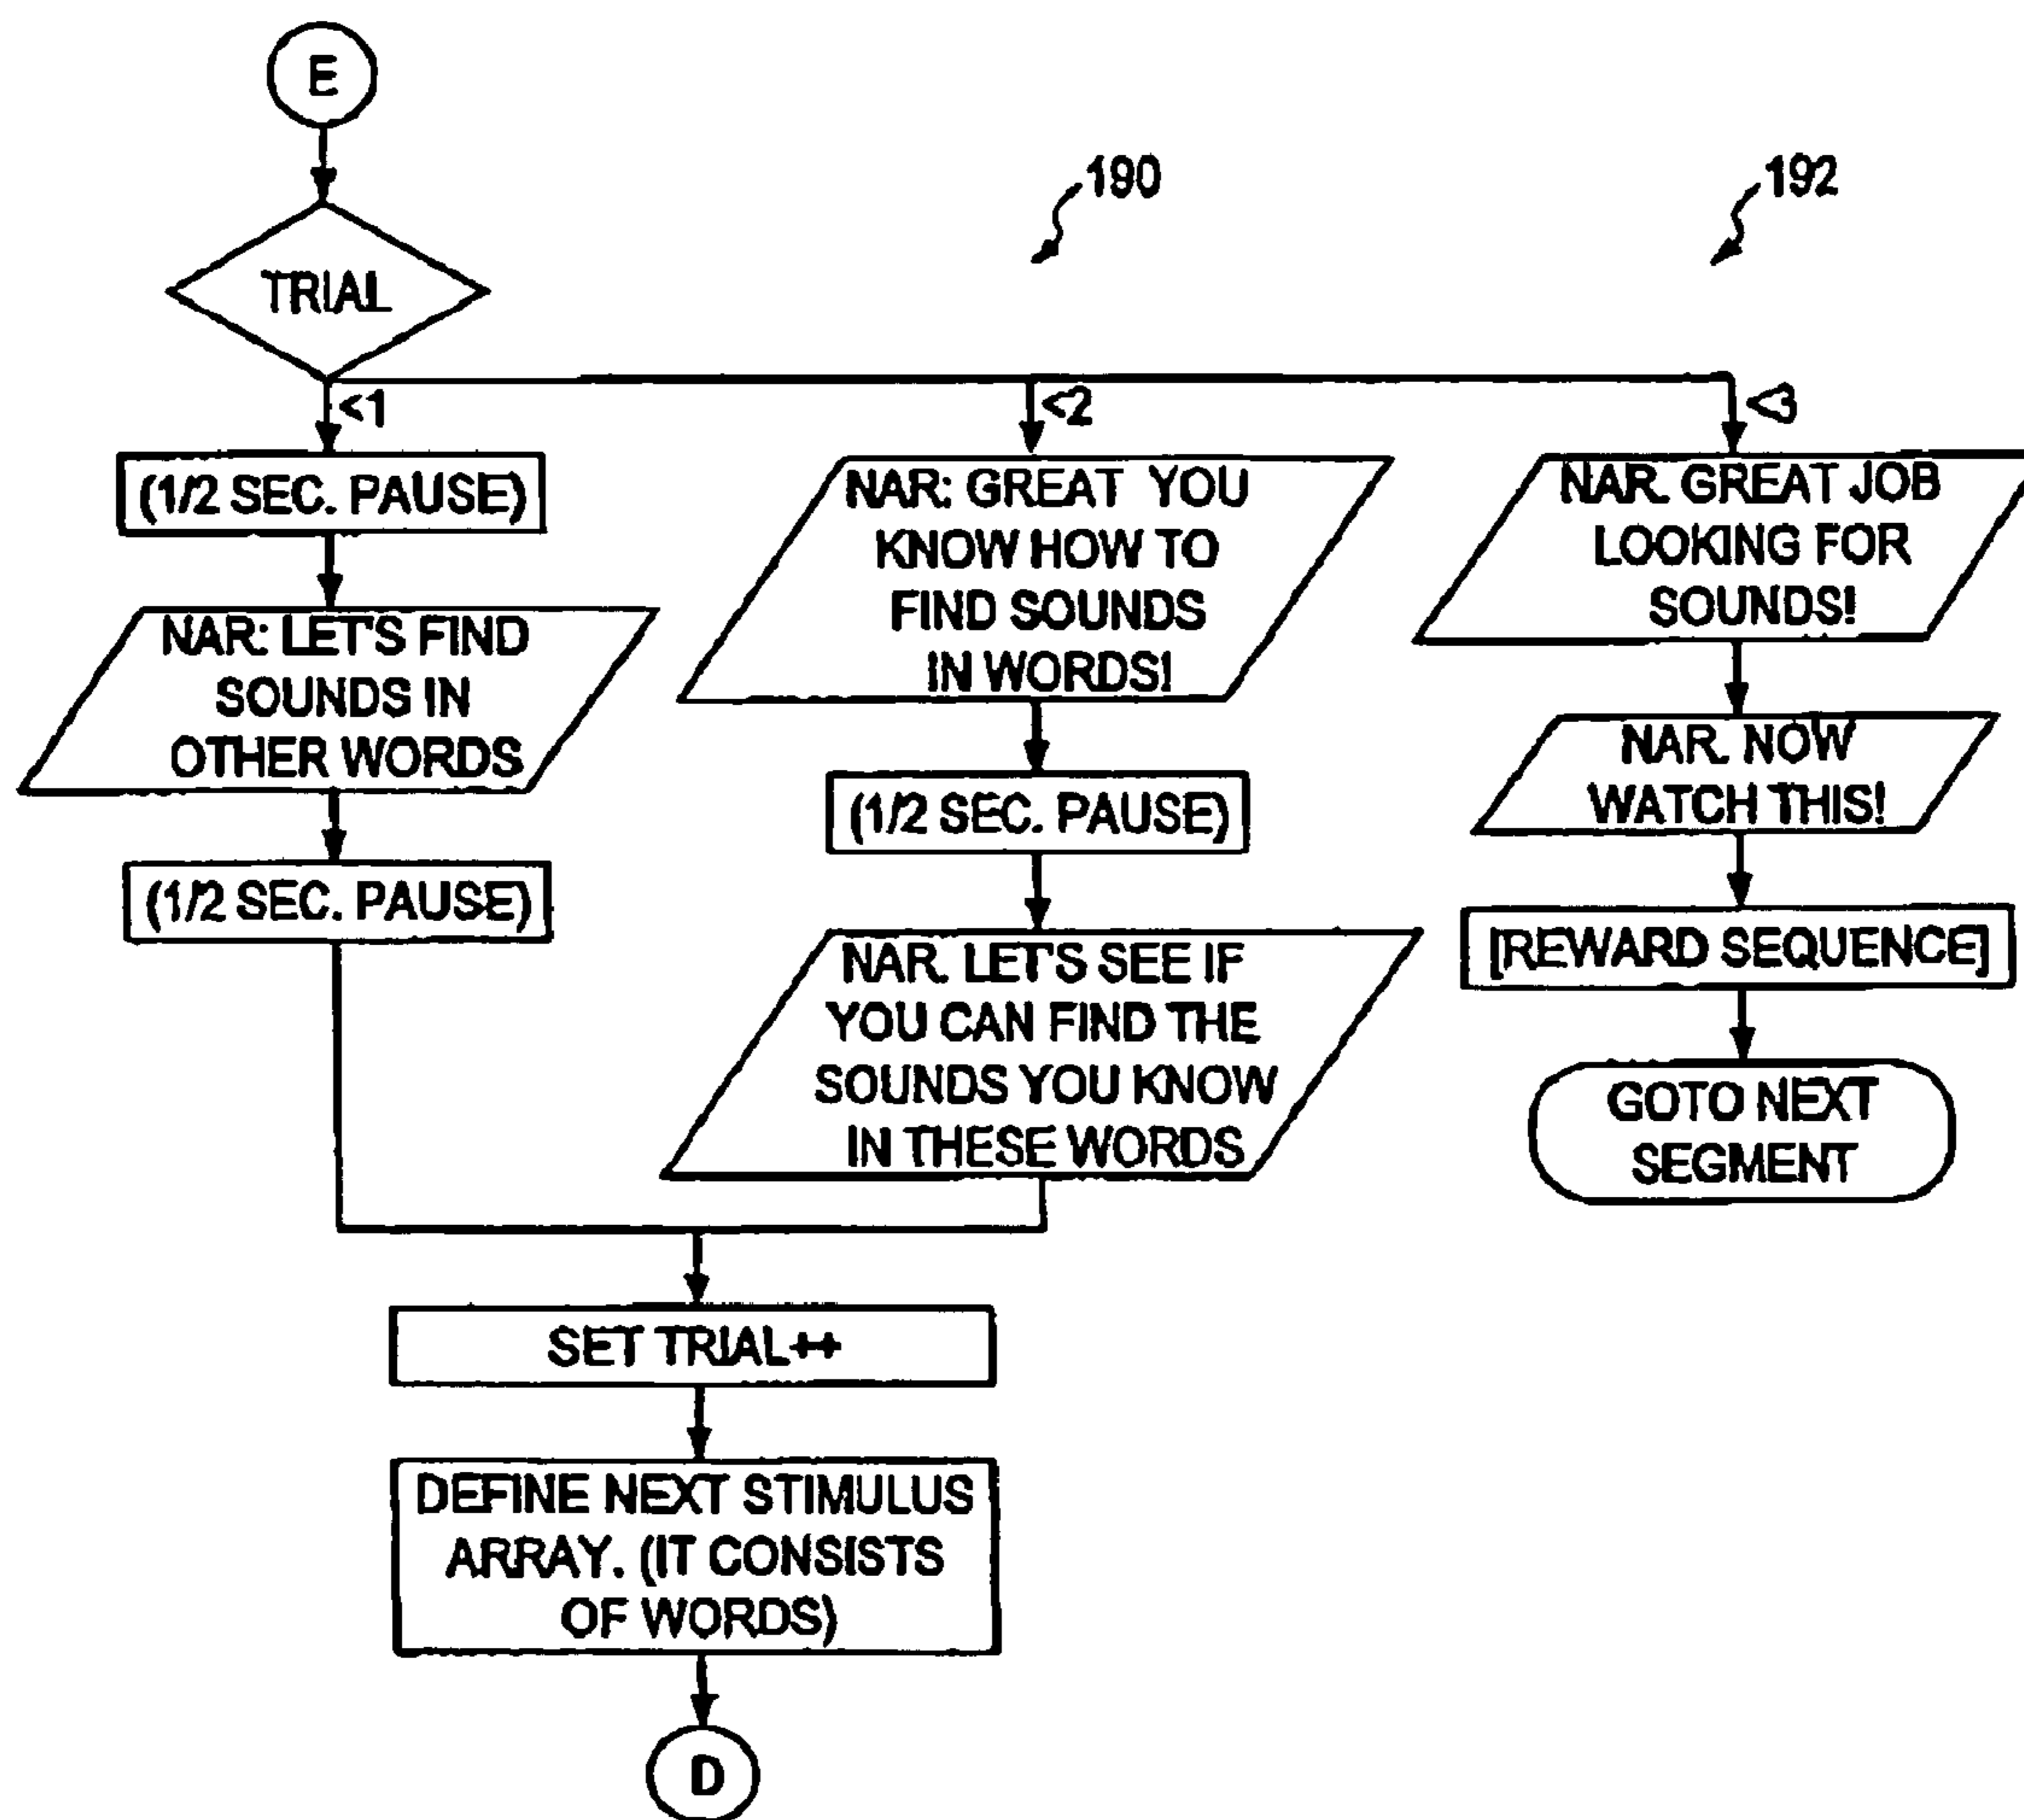 E
TRIAL
190
192
<1
<2
<3
(1/2 SEC. PAUSE)
NAR: LET'S FIND
SOUNDS IN
OTHER WORDS
(1/2 SEC. PAUSE)
NAR: GREAT YOU
KNOW HOW TO
FIND SOUNDS
IN WORDS!
(1/2 SEC. PAUSE)
NAR. LET'S SEE IF
YOU CAN FIND THE
SOUNDS YOU KNOW
IN THESE WORDS
NAR. GREAT JOB
LOOKING FOR
SOUNDS!
NAR. NOW
WATCH THIS!
[REWARD SEQUENCE]
GOTO NEXT
SEGMENT
SET TRIAL++
DEFINE NEXT STIMULUS
ARRAY. (IT CONSISTS
OF WORDS)
D